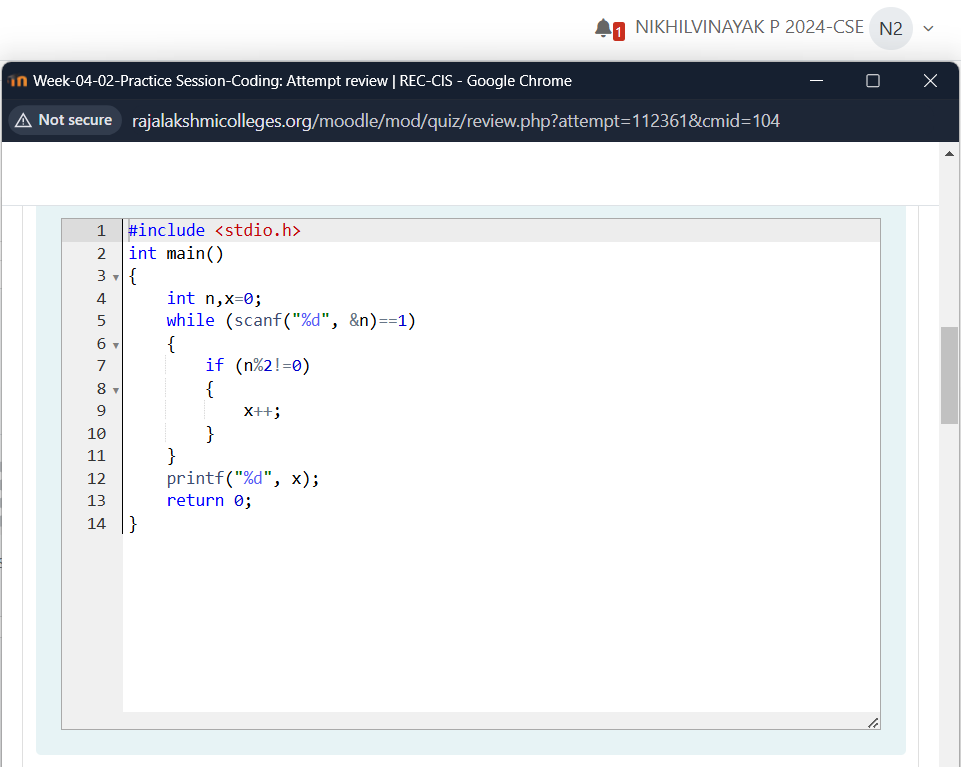 1 NIKHILVINAYAK P 2024-CSE N2
Week-04-02-Practice Session-Coding: Attempt review | REC-CIS - Google Chrome
Not secure rajalakshmicolleges.org/moodle/mod/quiz/review.php?attempt=112361&cmid=104
1 #include <stdio.h>
2 int main()
3 {
4     int n,x=0;
5     while (scanf("%d", &n)==1)
6     {
7         if (n%2!=0)
8         {
9             x++;
10         }
11     }
12     printf("%d", x);
13     return 0;
14 }